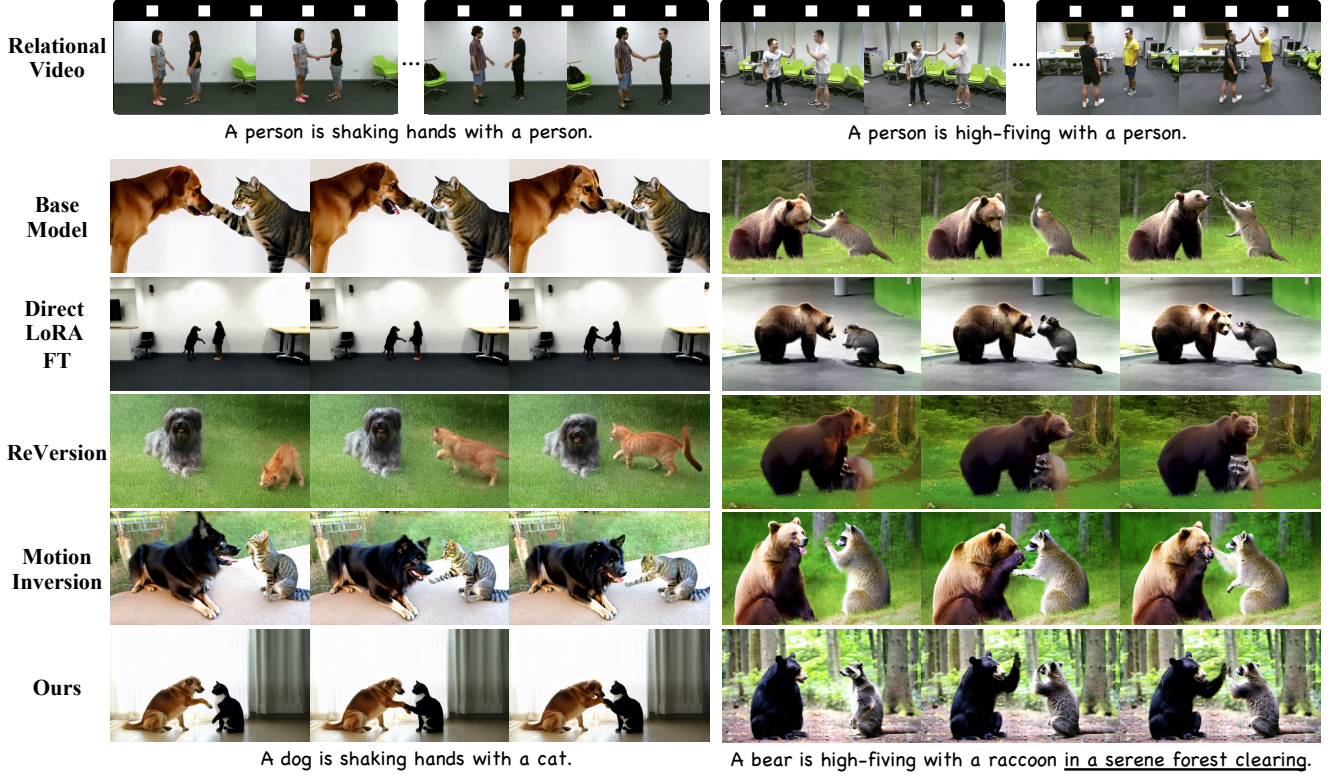 Relational
Video
...
...
A person is shaking hands with a person.
A person is high-fiving with a person.
Base
Model
Direct
LoRA
FT
ReVersion
Motion
Inversion
Ours
A dog is shaking hands with a cat.
A bear is high-fiving with a raccoon in a serene forest clearing.